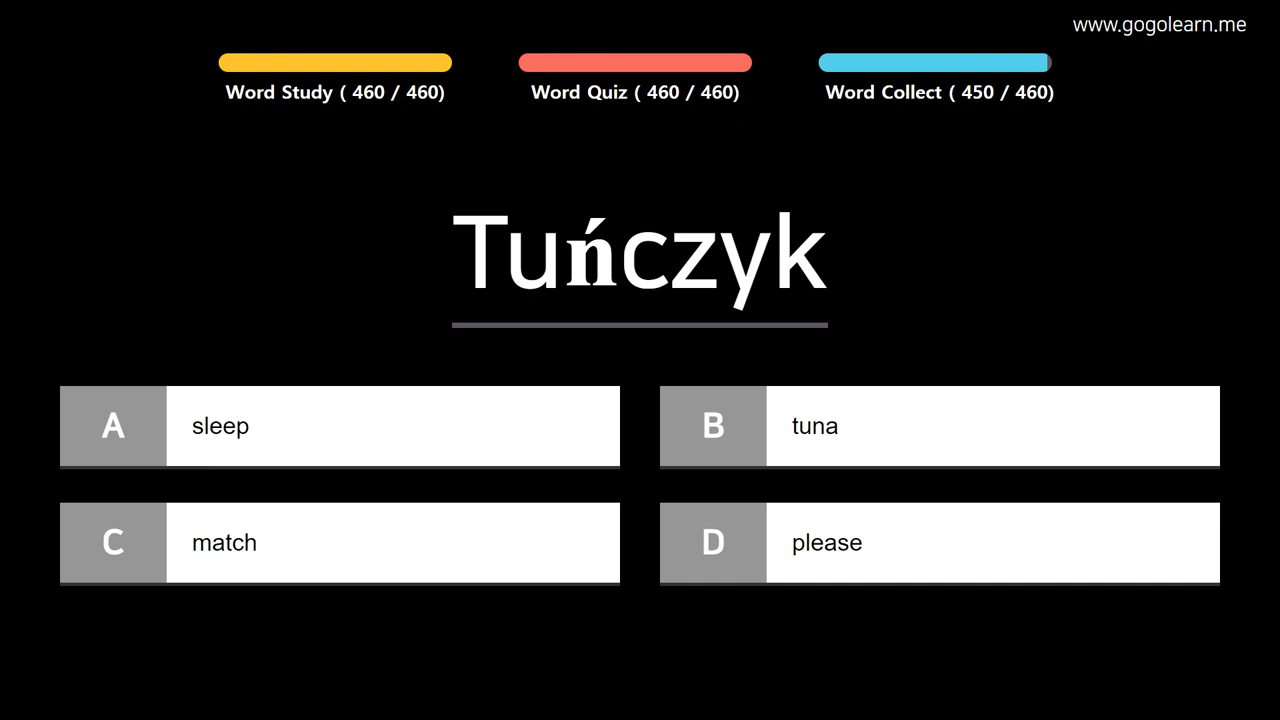 www.gogolearn.me
Word Study ( 460 / 460)
Word Quiz ( 460 / 460)
Word Collect ( 450 / 460)
Tuńczyk
A sleep
B tuna
C match
D please